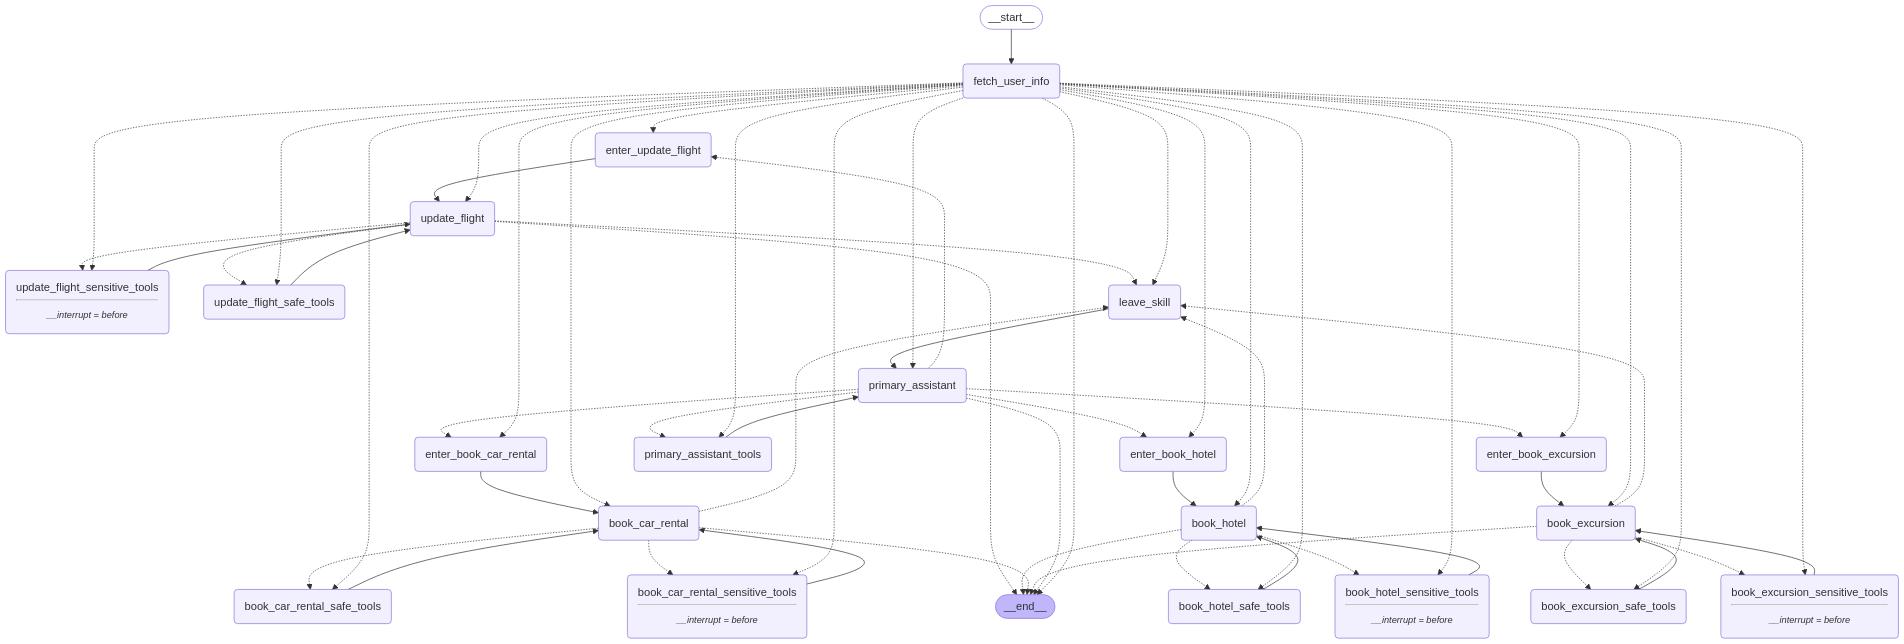 __start__
fetch_user_info
enter_update_flight
update_flight
update_flight_sensitive_tools
__interrupt = before
update_flight_safe_tools
leave_skill
primary_assistant
enter_book_car_rental
primary_assistant_tools
enter_book_hotel
enter_book_excursion
book_car_rental
book_hotel
book_excursion
book_car_rental_safe_tools
book_car_rental_sensitive_tools
__interrupt = before
__end__
book_hotel_safe_tools
book_hotel_sensitive_tools
__interrupt = before
book_excursion_safe_tools
book_excursion_sensitive_tools
__interrupt = before